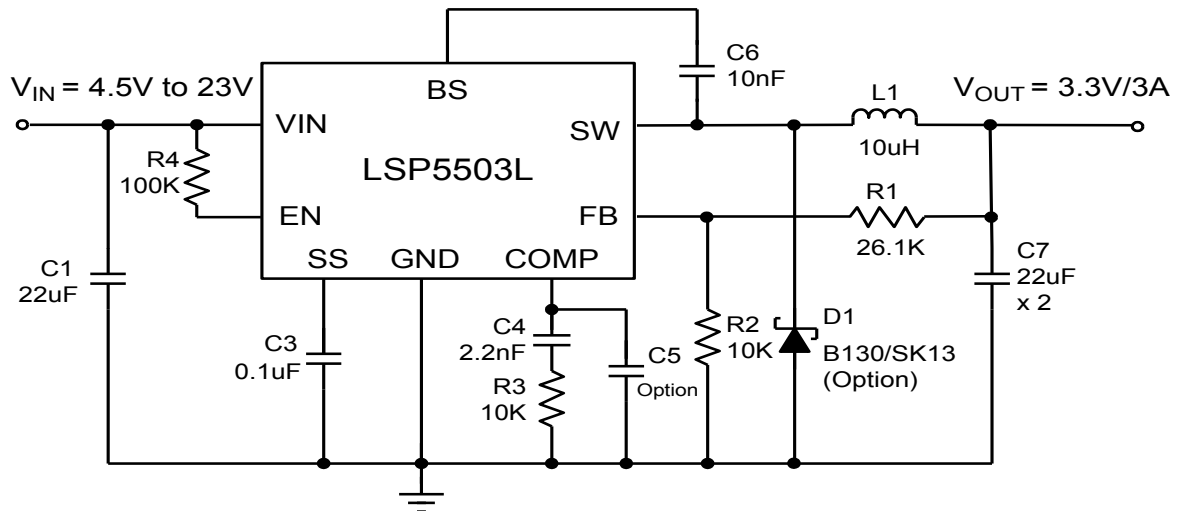 V_IN = 4.5V to 23V
BS
C6
10nF
L1
10uH
V_OUT = 3.3V/3A
VIN
SW
R4
100K
LSP5503L
EN
FB
R1
26.1K
SS
GND
COMP
C1
22uF
C7
22uF
x 2
C3
0.1uF
C4
2.2nF
R3
10K
C5
Option
R2
10K
D1
B130/SK13
(Option)